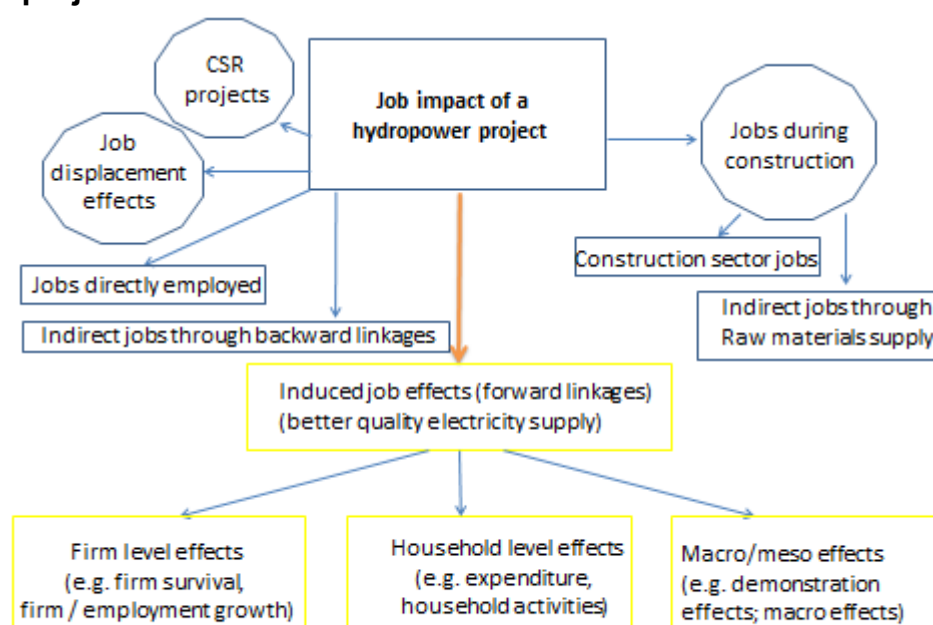 CSR
projects
Job impact of a
hydropower project
Jobs during
construction
Job
displacement
effects
Construction sector jobs
Jobs directly employed
Indirect jobs through
Raw materials supply
Indirect jobs through backward linkages
Induced job effects (forward linkages)
(better quality electricity supply)
Firm level effects
(e.g. firm survival,
firm / employment growth)
Household level effects
(e.g. expenditure,
household activities)
Macro/meso effects
(e.g. demonstration
effects; macro effects)